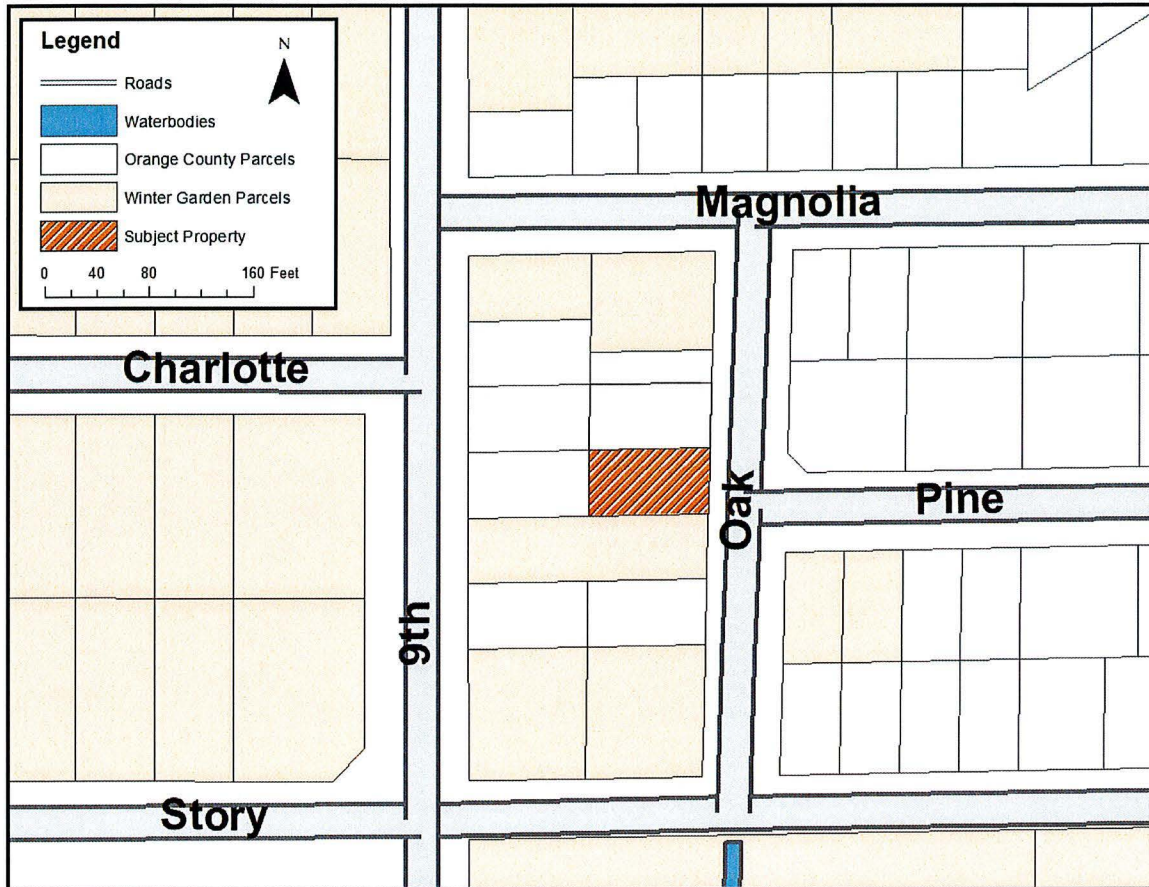 Legend
N
Roads
Waterbodies
Orange County Parcels
Winter Garden Parcels
Subject Property
0 40 80 160 Feet
Magnolia
Charlotte
Oak
Pine
9th
Story